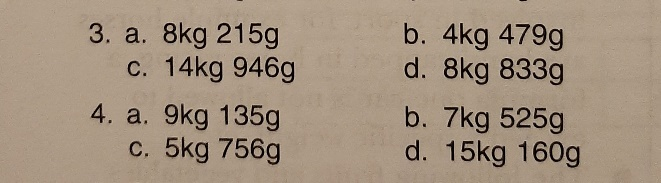 3. a. 8kg 215g b. 4kg 479g
c. 14kg 946g d. 8kg 833g
4. a. 9kg 135g b. 7kg 525g
c. 5kg 756g d. 15kg 160g